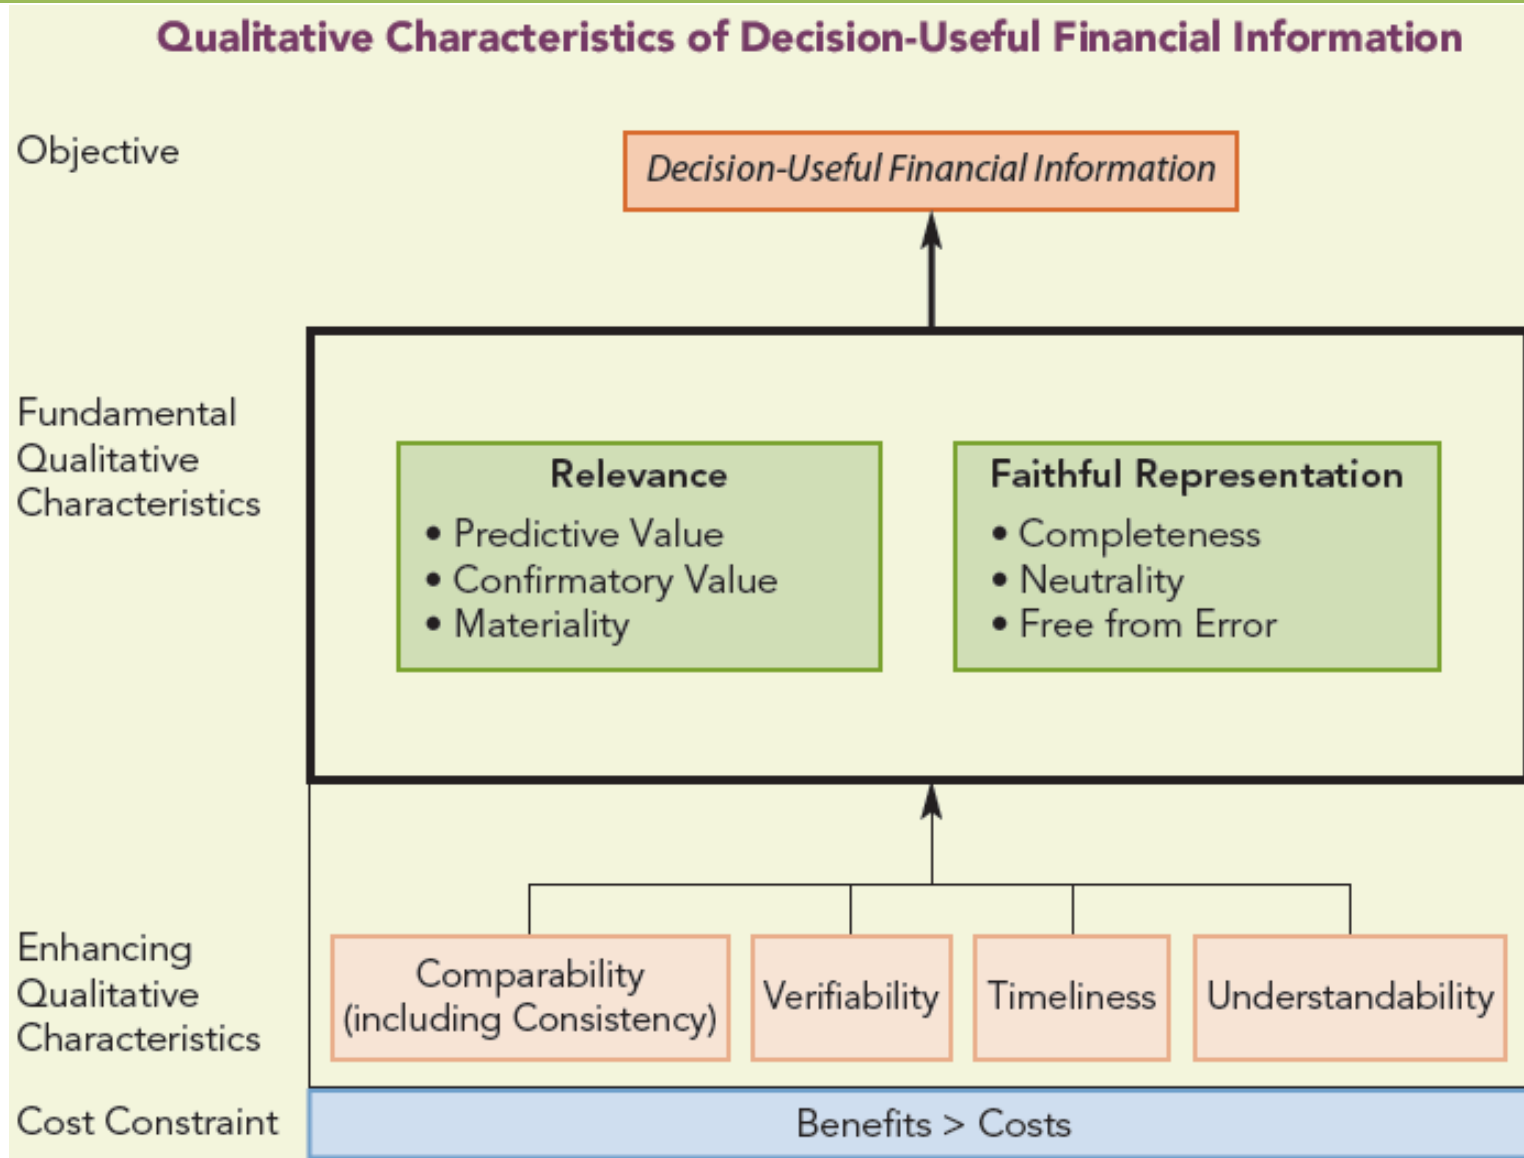 Qualitative Characteristics of Decision-Useful Financial Information
Objective
Decision-Useful Financial Information
Fundamental
Qualitative
Characteristics
Relevance
• Predictive Value
• Confirmatory Value
• Materiality
Faithful Representation
• Completeness
• Neutrality
• Free from Error
Enhancing
Qualitative
Characteristics
Comparability
(including Consistency)
Verifiability
Timeliness
Understandability
Cost Constraint
Benefits > Costs